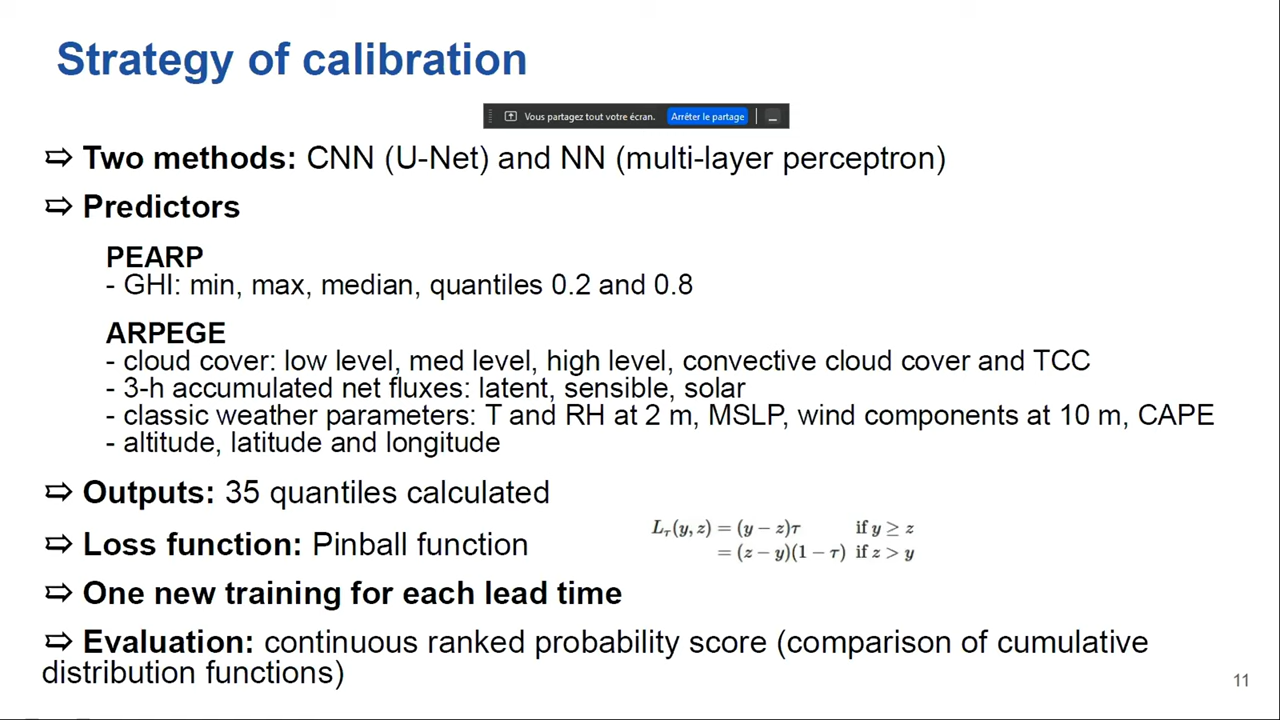 Strategy of calibration
Vous partagez tout votre écran. Arrêter le partage
⇨ Two methods: CNN (U-Net) and NN (multi-layer perceptron)
⇨ Predictors
PEARP
- GHI: min, max, median, quantiles 0.2 and 0.8
ARPEGE
- cloud cover: low level, med level, high level, convective cloud cover and TCC
- 3-h accumulated net fluxes: latent, sensible, solar
- classic weather parameters: T and RH at 2 m, MSLP, wind components at 10 m, CAPE
- altitude, latitude and longitude
⇨ Outputs: 35 quantiles calculated
⇨ Loss function: Pinball function
Lτ(y, z) = (y − z)τ if y ≥ z
= (z − y)(1 − τ) if z > y
⇨ One new training for each lead time
⇨ Evaluation: continuous ranked probability score (comparison of cumulative
distribution functions)
11